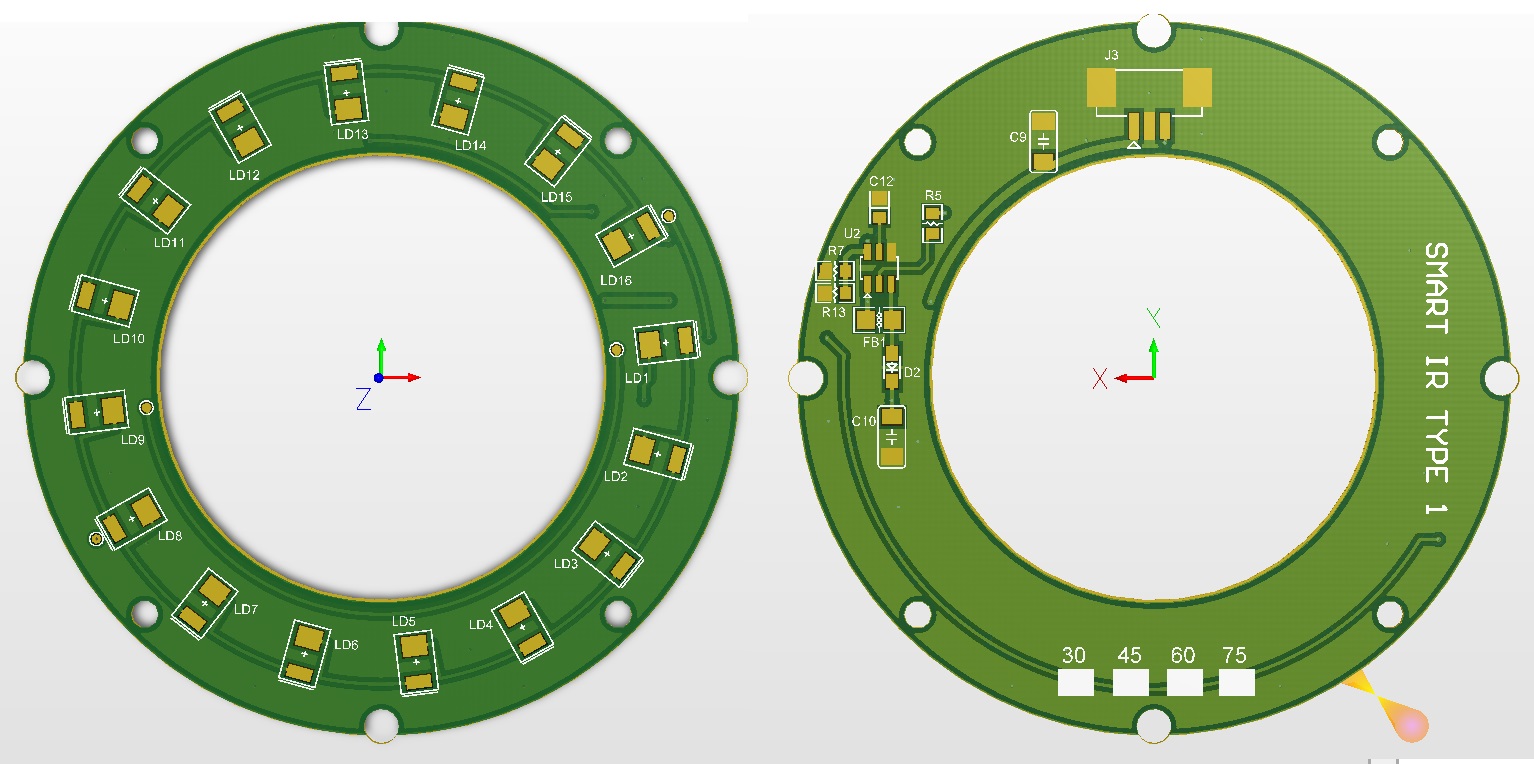 LD13
LD14
LD12
LD15
LD11
LD16
LD10
LD1
LD9
LD2
LD8
LD3
LD7
LD4
LD6
LD5
Z
J3
C9
C12
R5
U2
R7
R13
FB1
D2
C10
Y
X
SMART IR TYPE 1
30 45 60 75